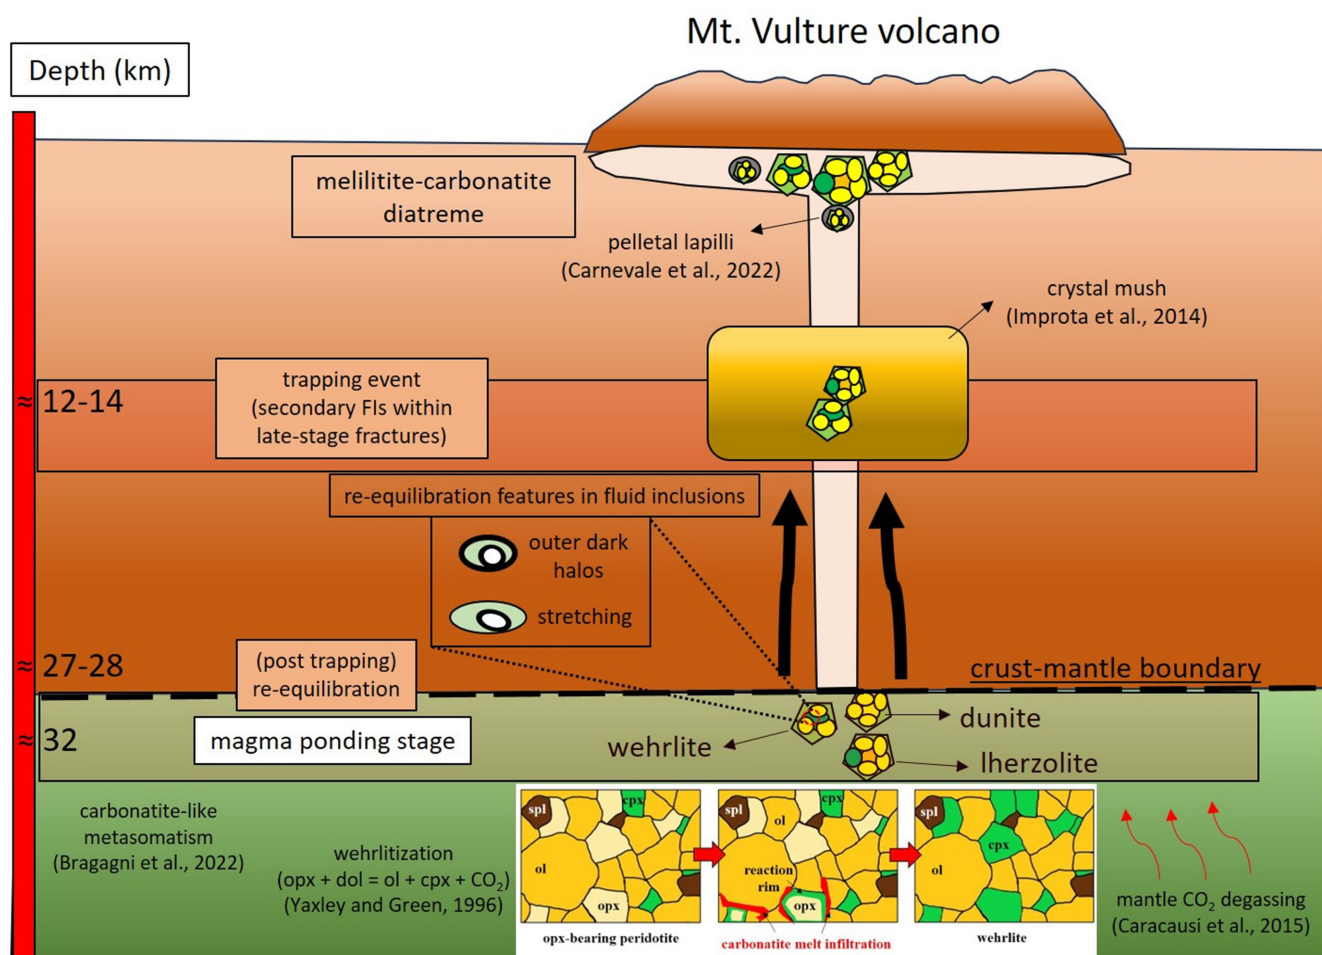 Mt. Vulture volcano
Depth (km)
melilitite-carbonatite
diatreme
pelletal lapilli
(Carnevale et al., 2022)
crystal mush
(Improta et al., 2014)
≈ 12-14
trapping event
(secondary FIs within
late-stage fractures)
re-equilibration features in fluid inclusions
outer dark
halos
stretching
≈ 27-28
(post trapping)
re-equilibration
crust-mantle boundary
≈ 32
magma ponding stage
wehrlite
dunite
lherzolite
carbonatite-like
metasomatism
(Bragagni et al., 2022)
wehrlitization
(opx + dol = ol + cpx + CO₂)
(Yaxley and Green, 1996)
spl
cpx
ol
opx
opx-bearing peridotite
spl
cpx
ol
reaction
rim
opx
carbonatite melt infiltration
spl
cpx
ol
wehrlite
mantle CO₂ degassing
(Caracausi et al., 2015)